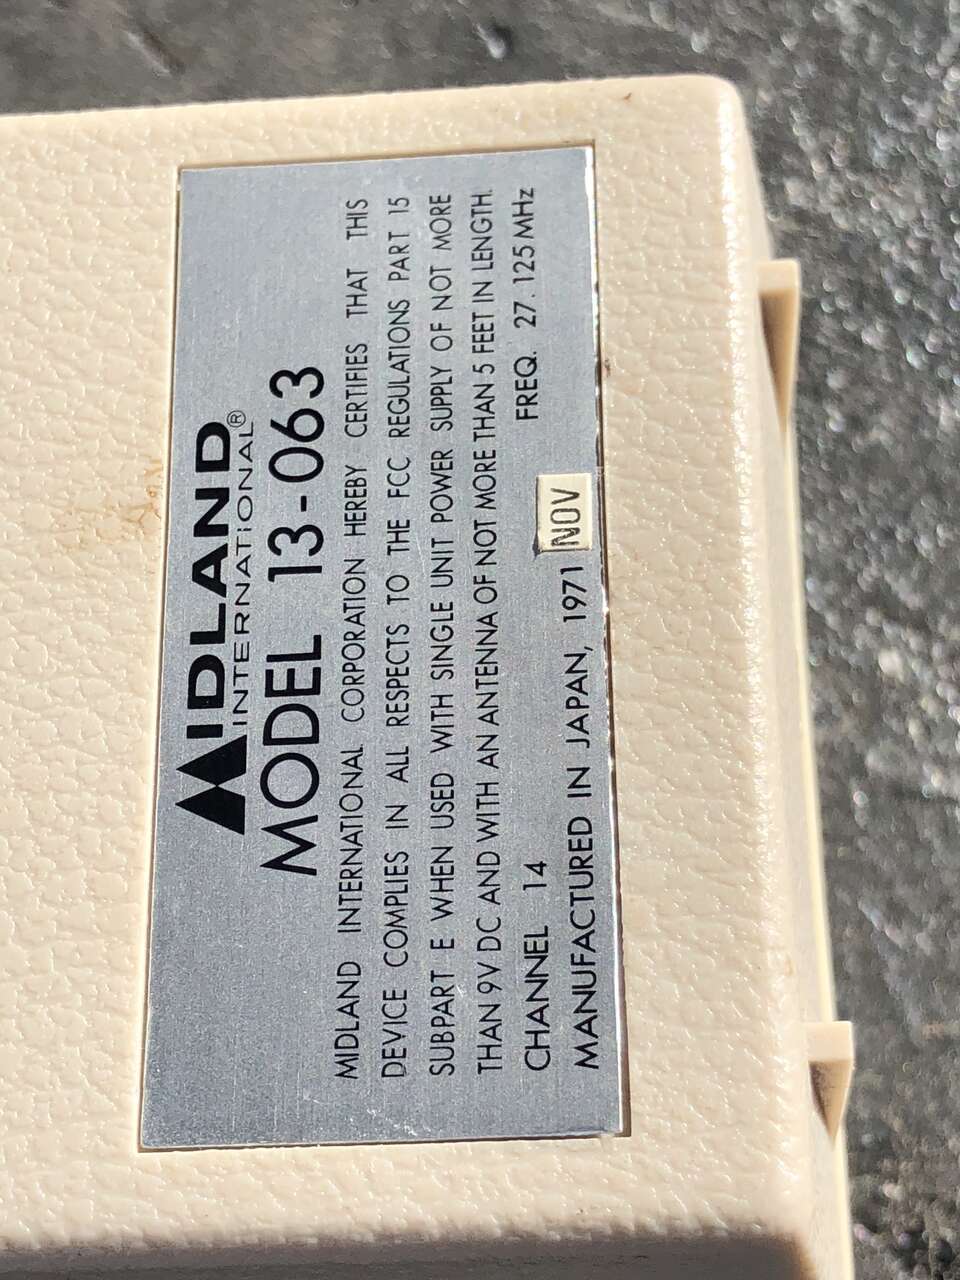 MIDLAND
INTERNATIONAL®
MODEL 13-063
MIDLAND INTERNATIONAL CORPORATION HEREBY CERTIFIES THAT THIS
DEVICE COMPLIES IN ALL RESPECTS TO THE FCC REGULATIONS PART 15
SUBPART E WHEN USED WITH SINGLE UNIT POWER SUPPLY OF NOT MORE
THAN 9V DC AND WITH AN ANTENNA OF NOT MORE THAN 5 FEET IN LENGTH.
CHANNEL 14 FREQ. 27. 125 MHz
MANUFACTURED IN JAPAN, 1971 NOV